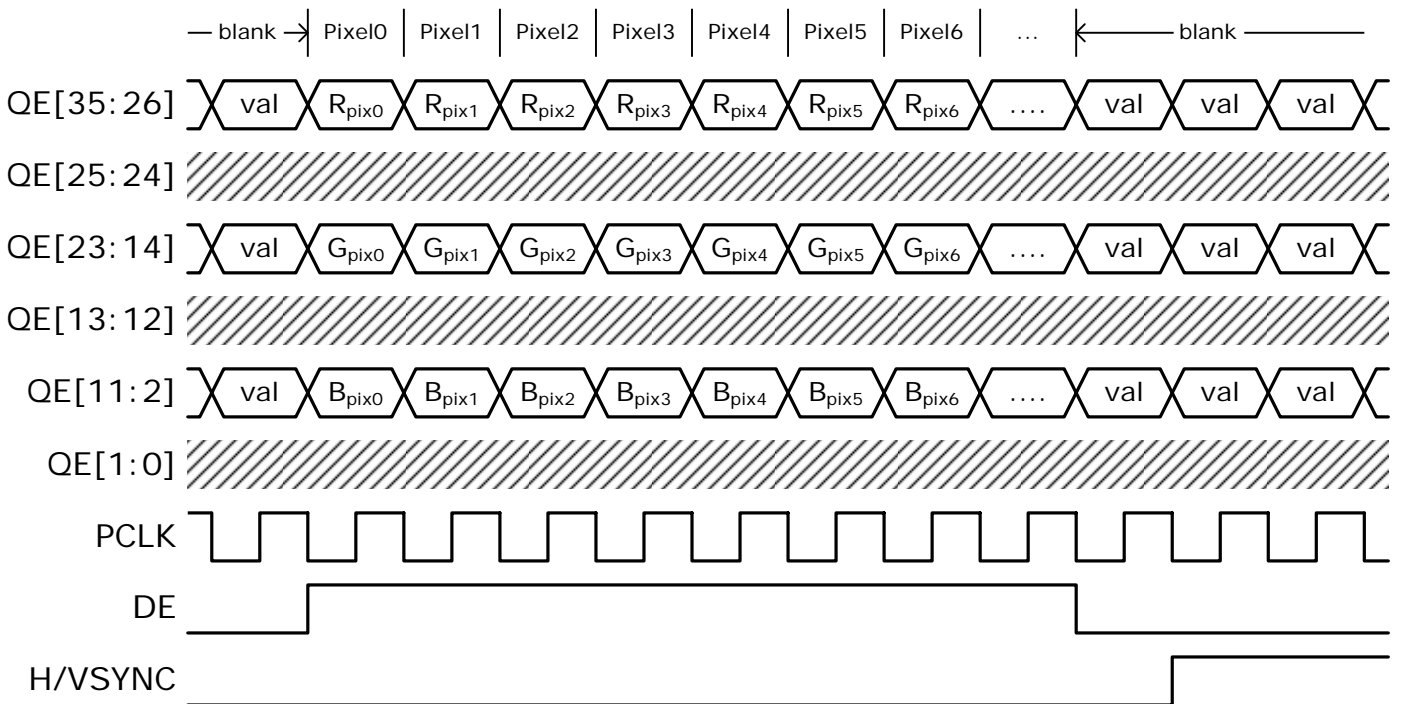 blank Pixel0 Pixel1 Pixel2 Pixel3 Pixel4 Pixel5 Pixel6 ... blank
QE[35:26] val Rpix0 Rpix1 Rpix2 Rpix3 Rpix4 Rpix5 Rpix6 .... val val val
QE[25:24]
QE[23:14] val Gpix0 Gpix1 Gpix2 Gpix3 Gpix4 Gpix5 Gpix6 .... val val val
QE[13:12]
QE[11:2] val Bpix0 Bpix1 Bpix2 Bpix3 Bpix4 Bpix5 Bpix6 .... val val val
QE[1:0]
PCLK
DE
H/VSYNC